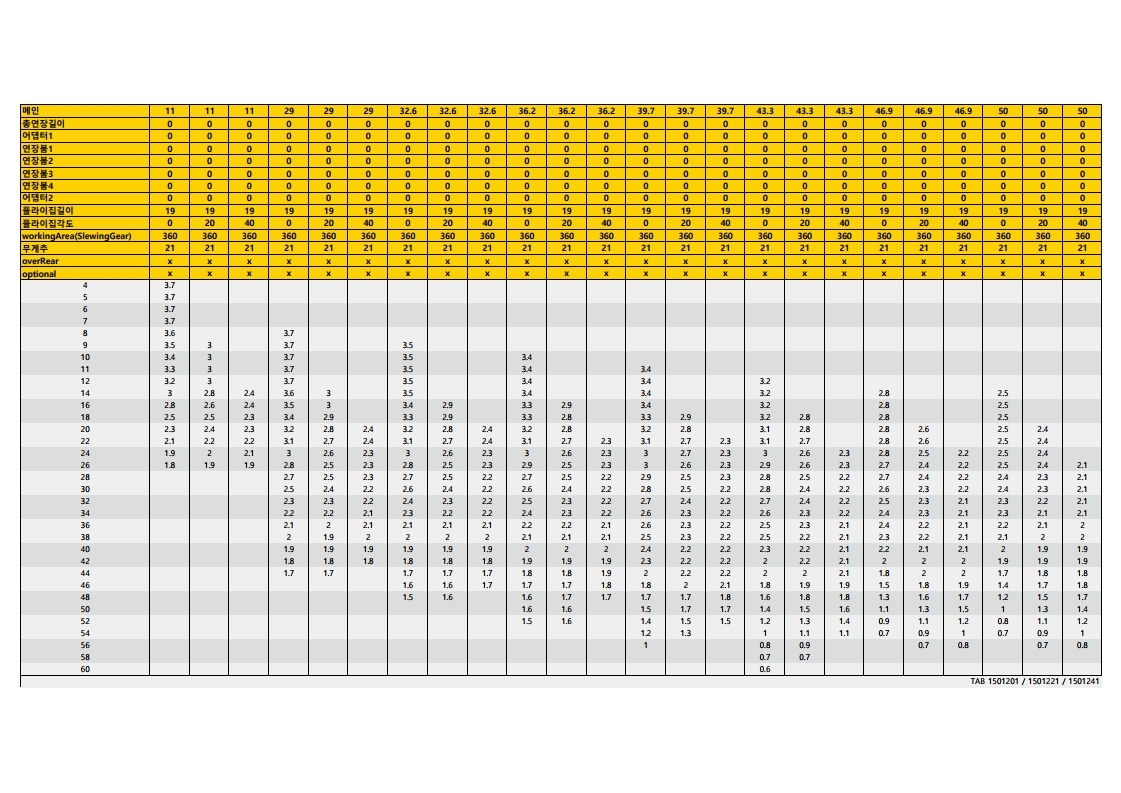 메인 11 11 11 29 29 29 32.6 32.6 32.6 36.2 36.2 36.2 39.7 39.7 39.7 43.3 43.3 43.3 46.9 46.9 46.9 50 50 50
총연장길이 0 0 0 0 0 0 0 0 0 0 0 0 0 0 0 0 0 0 0 0 0 0 0 0
어댑터1 0 0 0 0 0 0 0 0 0 0 0 0 0 0 0 0 0 0 0 0 0 0 0 0
연장붐1 0 0 0 0 0 0 0 0 0 0 0 0 0 0 0 0 0 0 0 0 0 0 0 0
연장붐2 0 0 0 0 0 0 0 0 0 0 0 0 0 0 0 0 0 0 0 0 0 0 0 0
연장붐3 0 0 0 0 0 0 0 0 0 0 0 0 0 0 0 0 0 0 0 0 0 0 0 0
연장붐4 0 0 0 0 0 0 0 0 0 0 0 0 0 0 0 0 0 0 0 0 0 0 0 0
어댑터2 0 0 0 0 0 0 0 0 0 0 0 0 0 0 0 0 0 0 0 0 0 0 0 0
플라이집길이 19 19 19 19 19 19 19 19 19 19 19 19 19 19 19 19 19 19 19 19 19 19 19 19
플라이집각도 0 20 40 0 20 40 0 20 40 0 20 40 0 20 40 0 20 40 0 20 40 0 20 40
workingArea(SlewingGear) 360 360 360 360 360 360 360 360 360 360 360 360 360 360 360 360 360 360 360 360 360 360 360 360
무게추 21 21 21 21 21 21 21 21 21 21 21 21 21 21 21 21 21 21 21 21 21 21 21 21
overRear x x x x x x x x x x x x x x x x x x x x x x x x
optional x x x x x x x x x x x x x x x x x x x x x x x x
4 3.7
5 3.7
6 3.7
7 3.7
8 3.6 3.7
9 3.5 3 3.7 3.5
10 3.4 3 3.7 3.5 3.4
11 3.3 3 3.7 3.5 3.4 3.4
12 3.2 3 3.7 3.5 3.4 3.4 3.2
14 3 2.8 2.4 3.6 3 3.5 3.4 3.4 3.2 2.8 2.5
16 2.8 2.6 2.4 3.5 3 3.4 2.9 3.3 2.9 3.4 3.2 2.8 2.5
18 2.5 2.5 2.3 3.4 2.9 3.3 2.9 3.3 2.8 3.3 2.9 3.2 2.8 2.8 2.5
20 2.3 2.4 2.3 3.2 2.8 2.4 3.2 2.8 2.4 3.2 2.8 3.2 2.8 3.1 2.8 2.8 2.6 2.5 2.4
22 2.1 2.2 2.2 3.1 2.7 2.4 3.1 2.7 2.4 3.1 2.7 2.3 3.1 2.7 2.3 3.1 2.7 2.8 2.6 2.5 2.4
24 1.9 2 2.1 3 2.6 2.3 3 2.6 2.3 3 2.6 2.3 3 2.7 2.3 3 2.6 2.3 2.8 2.5 2.2 2.5 2.4
26 1.8 1.9 1.9 2.8 2.5 2.3 2.8 2.5 2.3 2.9 2.5 2.3 3 2.6 2.3 2.9 2.6 2.3 2.7 2.4 2.2 2.5 2.4 2.1
28 2.7 2.5 2.3 2.7 2.5 2.2 2.7 2.5 2.2 2.9 2.5 2.3 2.8 2.5 2.2 2.7 2.4 2.2 2.5 2.3 2.1
30 2.5 2.4 2.2 2.6 2.4 2.2 2.6 2.4 2.2 2.8 2.5 2.2 2.8 2.4 2.2 2.6 2.3 2.2 2.4 2.3 2.1
32 2.3 2.3 2.2 2.4 2.3 2.2 2.5 2.3 2.2 2.7 2.4 2.2 2.7 2.4 2.2 2.5 2.3 2.2 2.4 2.2 2.1
34 2.2 2.2 2.1 2.3 2.2 2.2 2.3 2.3 2.2 2.6 2.3 2.2 2.6 2.3 2.2 2.4 2.3 2.1 2.3 2.1 2.1
36 2.1 2 2.1 2.1 2.1 2.2 2.2 2.1 2.6 2.3 2.2 2.5 2.3 2.1 2.4 2.2 2.1 2.2 2.1 2
38 2 1.9 2 2 2 2 2.1 2.1 2.1 2.5 2.3 2.2 2.3 2.2 2.1 2.2 2.2 2.1 2.1 2 2
40 1.9 1.9 1.9 1.9 1.9 1.9 2 2 2 2.4 2.2 2.2 2.3 2.2 2.1 2.2 2.1 2.1 2 1.9 1.9
42 1.8 1.8 1.8 1.8 1.8 1.8 1.9 1.9 1.9 2.3 2.2 2.2 2.2 2.2 2.1 2 2 2 1.9 1.9 1.9
44 1.7 1.7 1.7 1.7 1.7 1.8 1.8 1.9 2 2.2 2.2 2 2 2.1 1.8 2 2 1.7 1.8 1.8
46 1.6 1.6 1.7 1.7 1.7 1.8 1.8 2 2.1 1.8 1.9 1.9 1.5 1.8 1.9 1.4 1.7 1.8
48 1.5 1.6 1.6 1.7 1.7 1.7 1.7 1.8 1.6 1.8 1.8 1.3 1.6 1.7 1.2 1.5 1.7
50 1.6 1.6 1.5 1.7 1.7 1.4 1.5 1.6 1.1 1.3 1.5 1 1.3 1.4
52 1.5 1.6 1.4 1.5 1.5 1.2 1.3 1.4 0.9 1.1 1.2 0.8 1.1 1.2
54 1.2 1.3 1 1.1 1.1 0.7 0.9 1 0.7 0.9 1
56 1 0.8 0.9 0.7 0.8 0.7 0.8
58 0.7 0.7
60 0.6
TAB 1501201 / 1501221 / 1501241